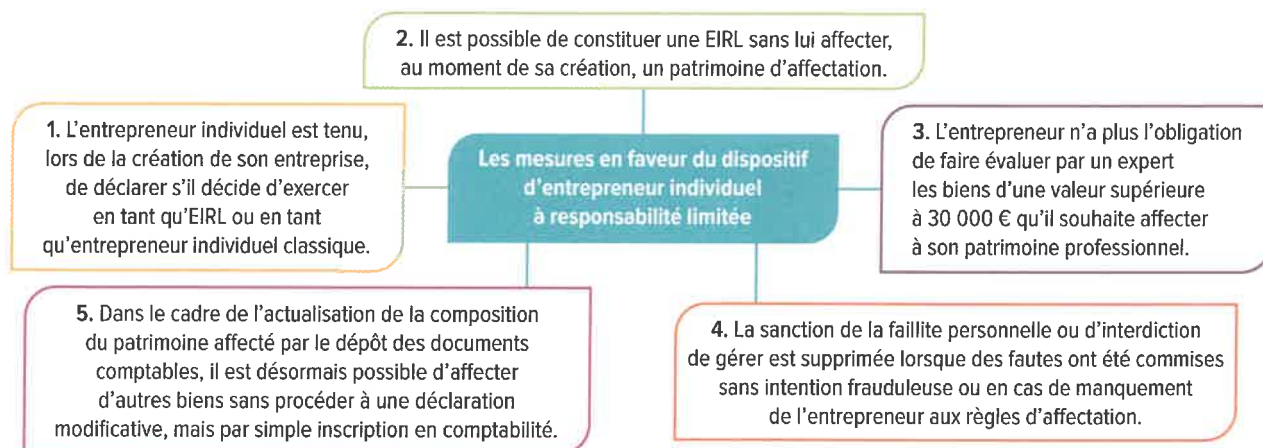 2. Il est possible de constituer une EIRL sans lui affecter,
au moment de sa création, un patrimoine d'affectation.
1. L'entrepreneur individuel est tenu,
lors de la création de son entreprise,
de déclarer s'il décide d'exercer
en tant qu'EIRL ou en tant
qu'entrepreneur individuel classique.
Les mesures en faveur du dispositif
d'entrepreneur individuel
à responsabilité limitée
3. L'entrepreneur n'a plus l'obligation
de faire évaluer par un expert
les biens d'une valeur supérieure
à 30 000 € qu'il souhaite affecter
à son patrimoine professionnel.
5. Dans le cadre de l'actualisation de la composition
du patrimoine affecté par le dépôt des documents
comptables, il est désormais possible d'affecter
d'autres biens sans procéder à une déclaration
modificative, mais par simple inscription en comptabilité.
4. La sanction de la faillite personnelle ou d'interdiction
de gérer est supprimée lorsque des fautes ont été commises
sans intention frauduleuse ou en cas de manquement
de l'entrepreneur aux règles d'affectation.